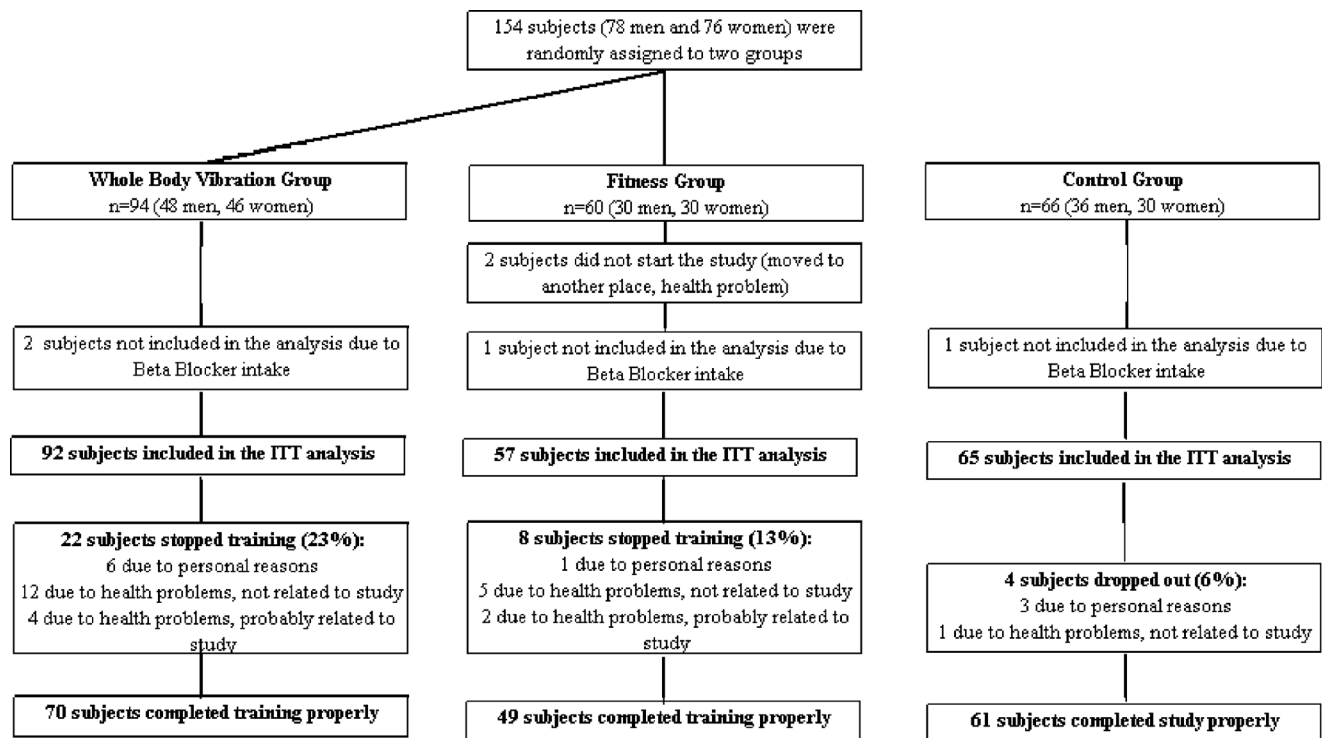 154 subjects (78 men and 76 women) were
randomly assigned to two groups
Whole Body Vibration Group
n=94 (48 men, 46 women)
Fitness Group
n=60 (30 men, 30 women)
Control Group
n=66 (36 men, 30 women)
2 subjects did not start the study (moved to
another place, health problem)
2 subjects not included in the analysis due to
Beta Blocker intake
1 subject not included in the analysis due to
Beta Blocker intake
1 subject not included in the analysis due to
Beta Blocker intake
92 subjects included in the ITT analysis
57 subjects included in the ITT analysis
65 subjects included in the ITT analysis
22 subjects stopped training (23%):
6 due to personal reasons
12 due to health problems, not related to study
4 due to health problems, probably related to
study
8 subjects stopped training (13%):
1 due to personal reasons
5 due to health problems, not related to study
2 due to health problems, probably related to
study
4 subjects dropped out (6%):
3 due to personal reasons
1 due to health problems, not related to study
70 subjects completed training properly
49 subjects completed training properly
61 subjects completed study properly